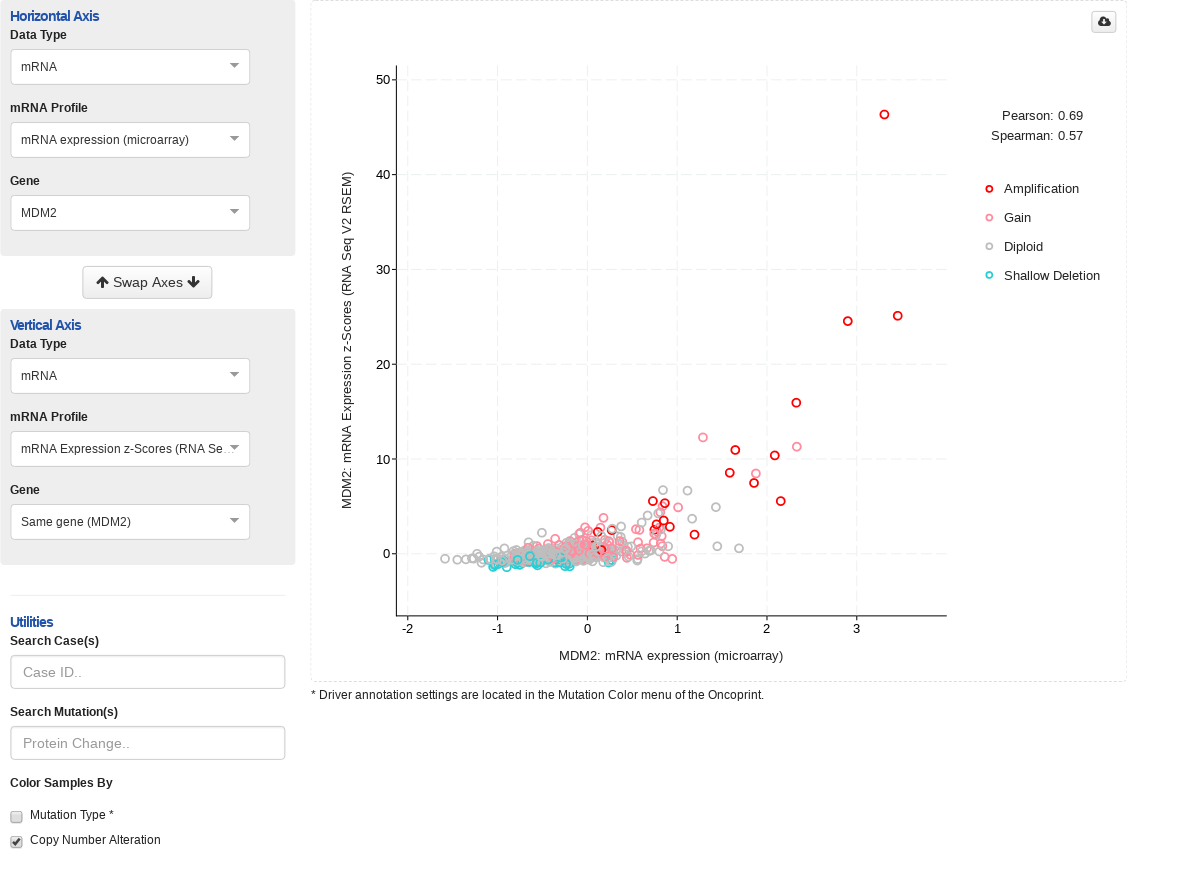 Horizontal Axis
Data Type
mRNA
mRNA Profile
mRNA expression (microarray)
Gene
MDM2
Swap Axes
Vertical Axis
Data Type
mRNA
mRNA Profile
mRNA Expression z-Scores (RNA Se...
Gene
Same gene (MDM2)
Utilities
Search Case(s)
Case ID..
Search Mutation(s)
Protein Change..
Color Samples By
Mutation Type *
Copy Number Alteration
MDM2: mRNA Expression z-Scores (RNA Seq V2 RSEM)
50
40
30
20
10
0
-2
-1
0
1
2
3
MDM2: mRNA expression (microarray)
Pearson: 0.69
Spearman: 0.57
Amplification
Gain
Diploid
Shallow Deletion
* Driver annotation settings are located in the Mutation Color menu of the Oncoprint.